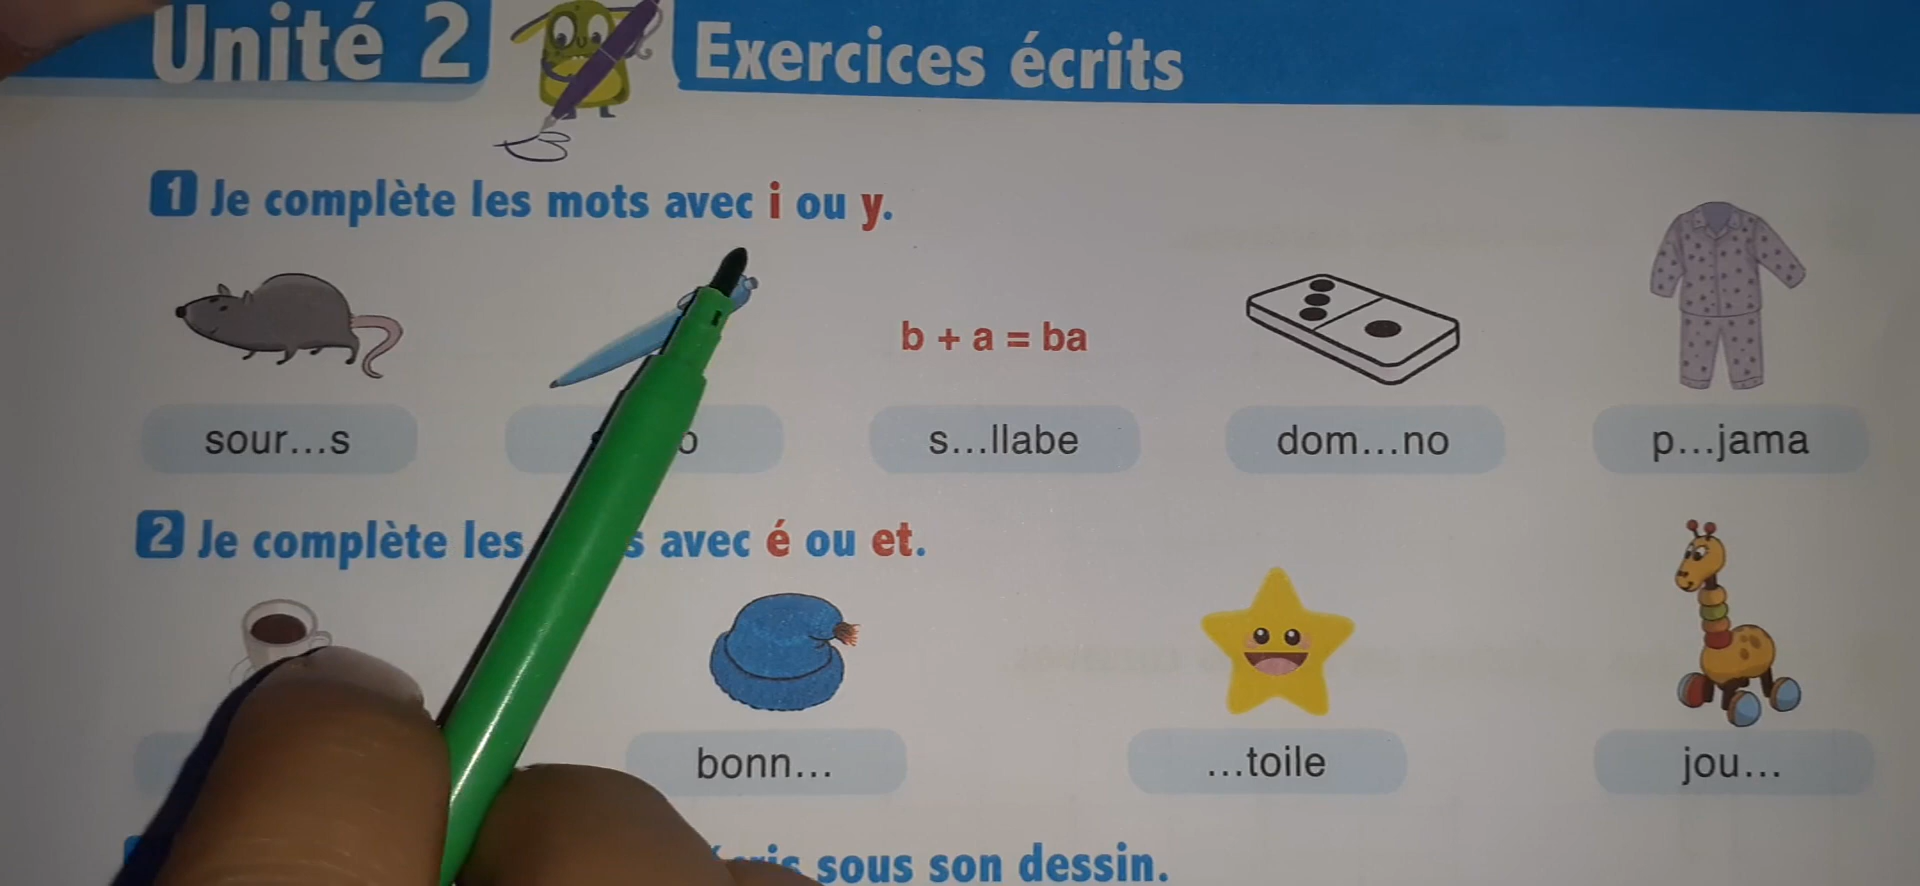 Unité 2 Exercices écrits
1 Je complète les mots avec i ou y.
b + a = ba
sour...s s...llabe dom...no p...jama
2 Je complète les avec é ou et.
bonn... ...toile jou...
sous son dessin.